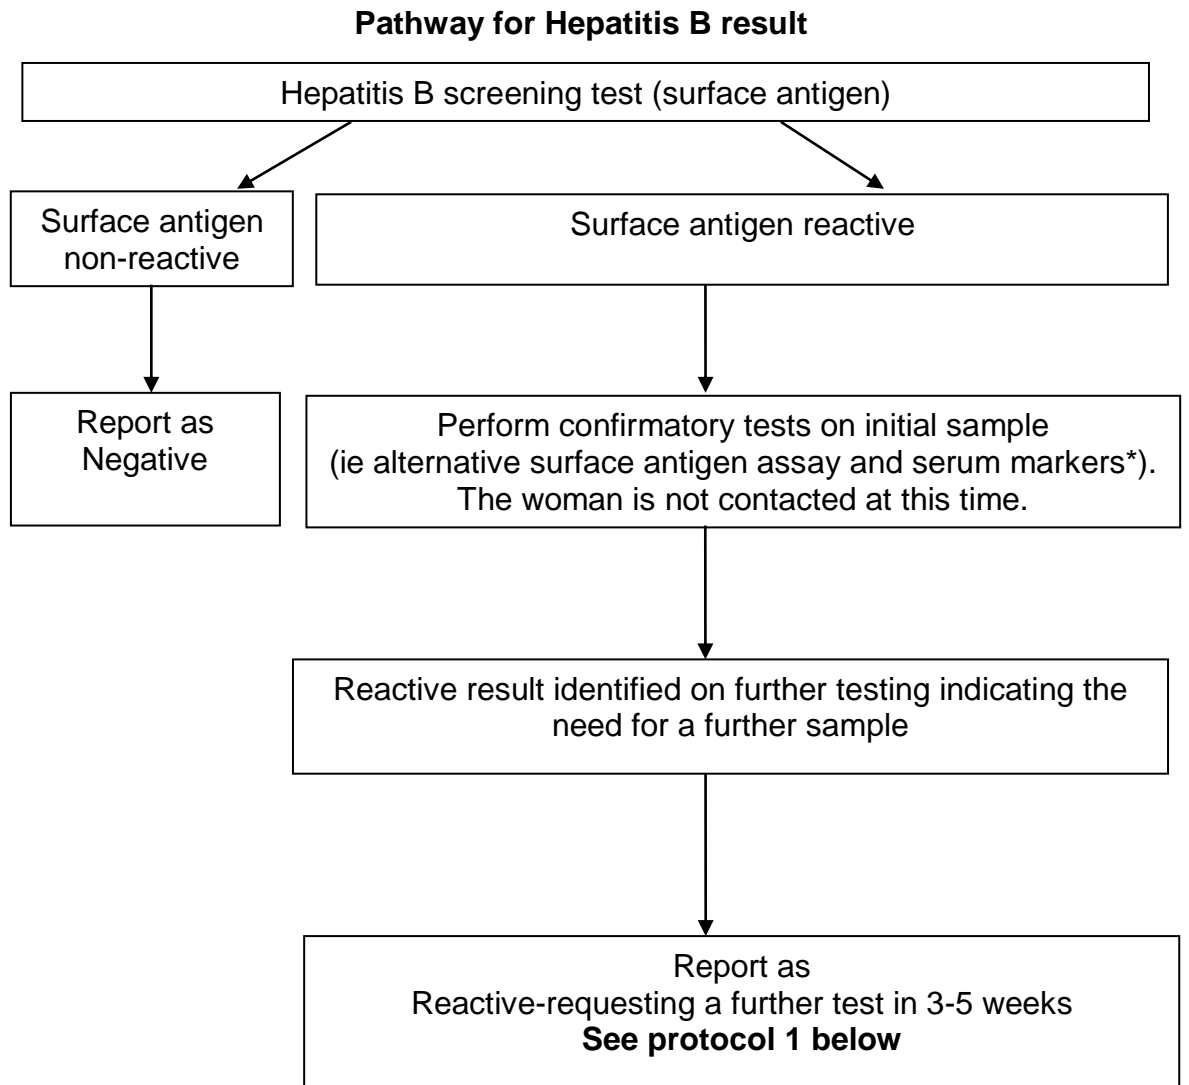 Pathway for Hepatitis B result
Hepatitis B screening test (surface antigen)
Surface antigen
non-reactive
Surface antigen reactive
Report as
Negative
Perform confirmatory tests on initial sample
(ie alternative surface antigen assay and serum markers*).
The woman is not contacted at this time.
Reactive result identified on further testing indicating the
need for a further sample
Report as
Reactive-requesting a further test in 3-5 weeks
See protocol 1 below